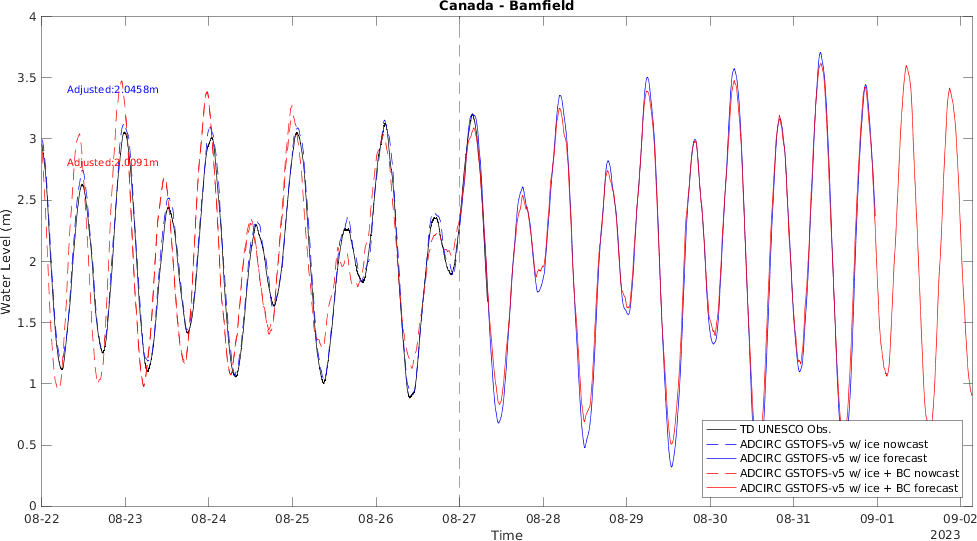 Canada - Bamfield
4
3.5
3
2.5
2
1.5
1
0.5
0
Water Level (m)
Adjusted:2.0458m
Adjusted:2.0091m
TD UNESCO Obs.
ADCIRC GSTOFS-v5 w/ ice nowcast
ADCIRC GSTOFS-v5 w/ ice forecast
ADCIRC GSTOFS-v5 w/ ice + BC nowcast
ADCIRC GSTOFS-v5 w/ ice + BC forecast
08-22 08-23 08-24 08-25 08-26 08-27 08-28 08-29 08-30 08-31 09-01 09-02
Time
2023